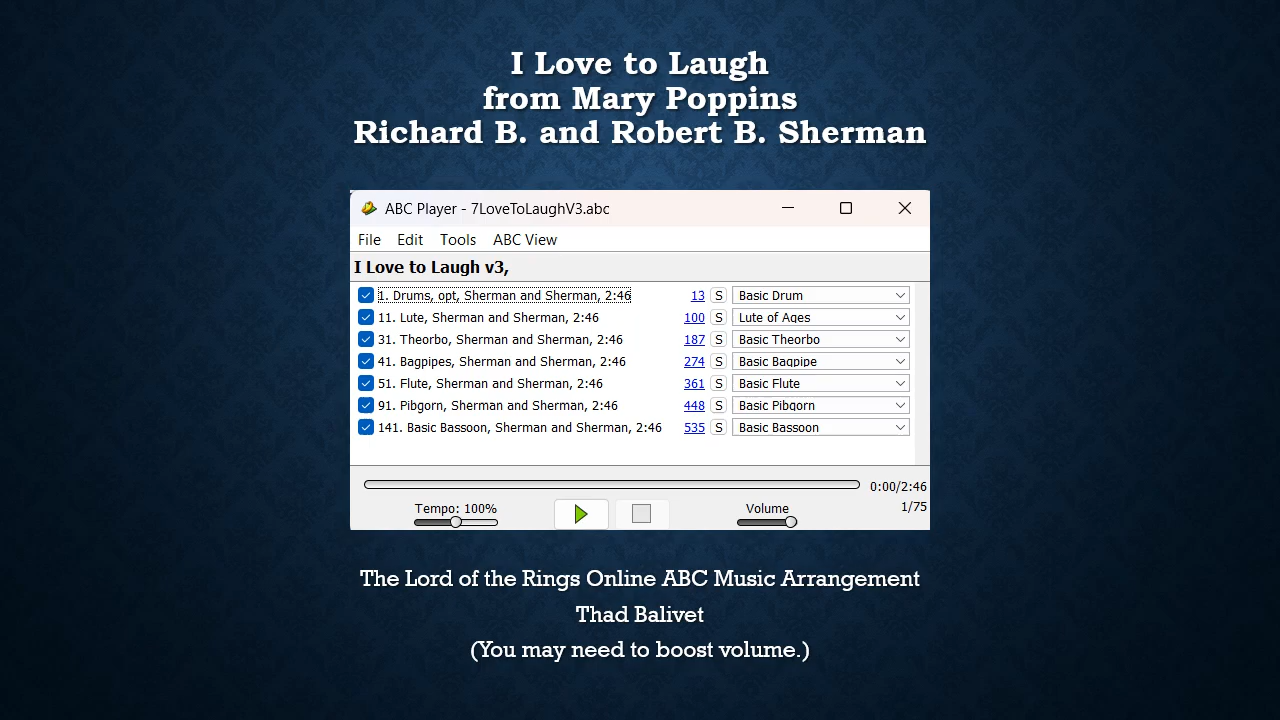 I Love to Laugh
from Mary Poppins
Richard B. and Robert B. Sherman
ABC Player - 7LoveToLaughV3.abc
File Edit Tools ABC View
I Love to Laugh v3,
1. Drums, opt, Sherman and Sherman, 2:46 13 S Basic Drum
11. Lute, Sherman and Sherman, 2:46 100 S Lute of Ages
31. Theorbo, Sherman and Sherman, 2:46 187 S Basic Theorbo
41. Bagpipes, Sherman and Sherman, 2:46 274 S Basic Bagpipe
51. Flute, Sherman and Sherman, 2:46 361 S Basic Flute
91. Pibgorn, Sherman and Sherman, 2:46 448 S Basic Pibgorn
141. Basic Bassoon, Sherman and Sherman, 2:46 535 S Basic Bassoon
0:00/2:46
Tempo: 100% Volume 1/75
The Lord of the Rings Online ABC Music Arrangement
Thad Balivet
(You may need to boost volume.)